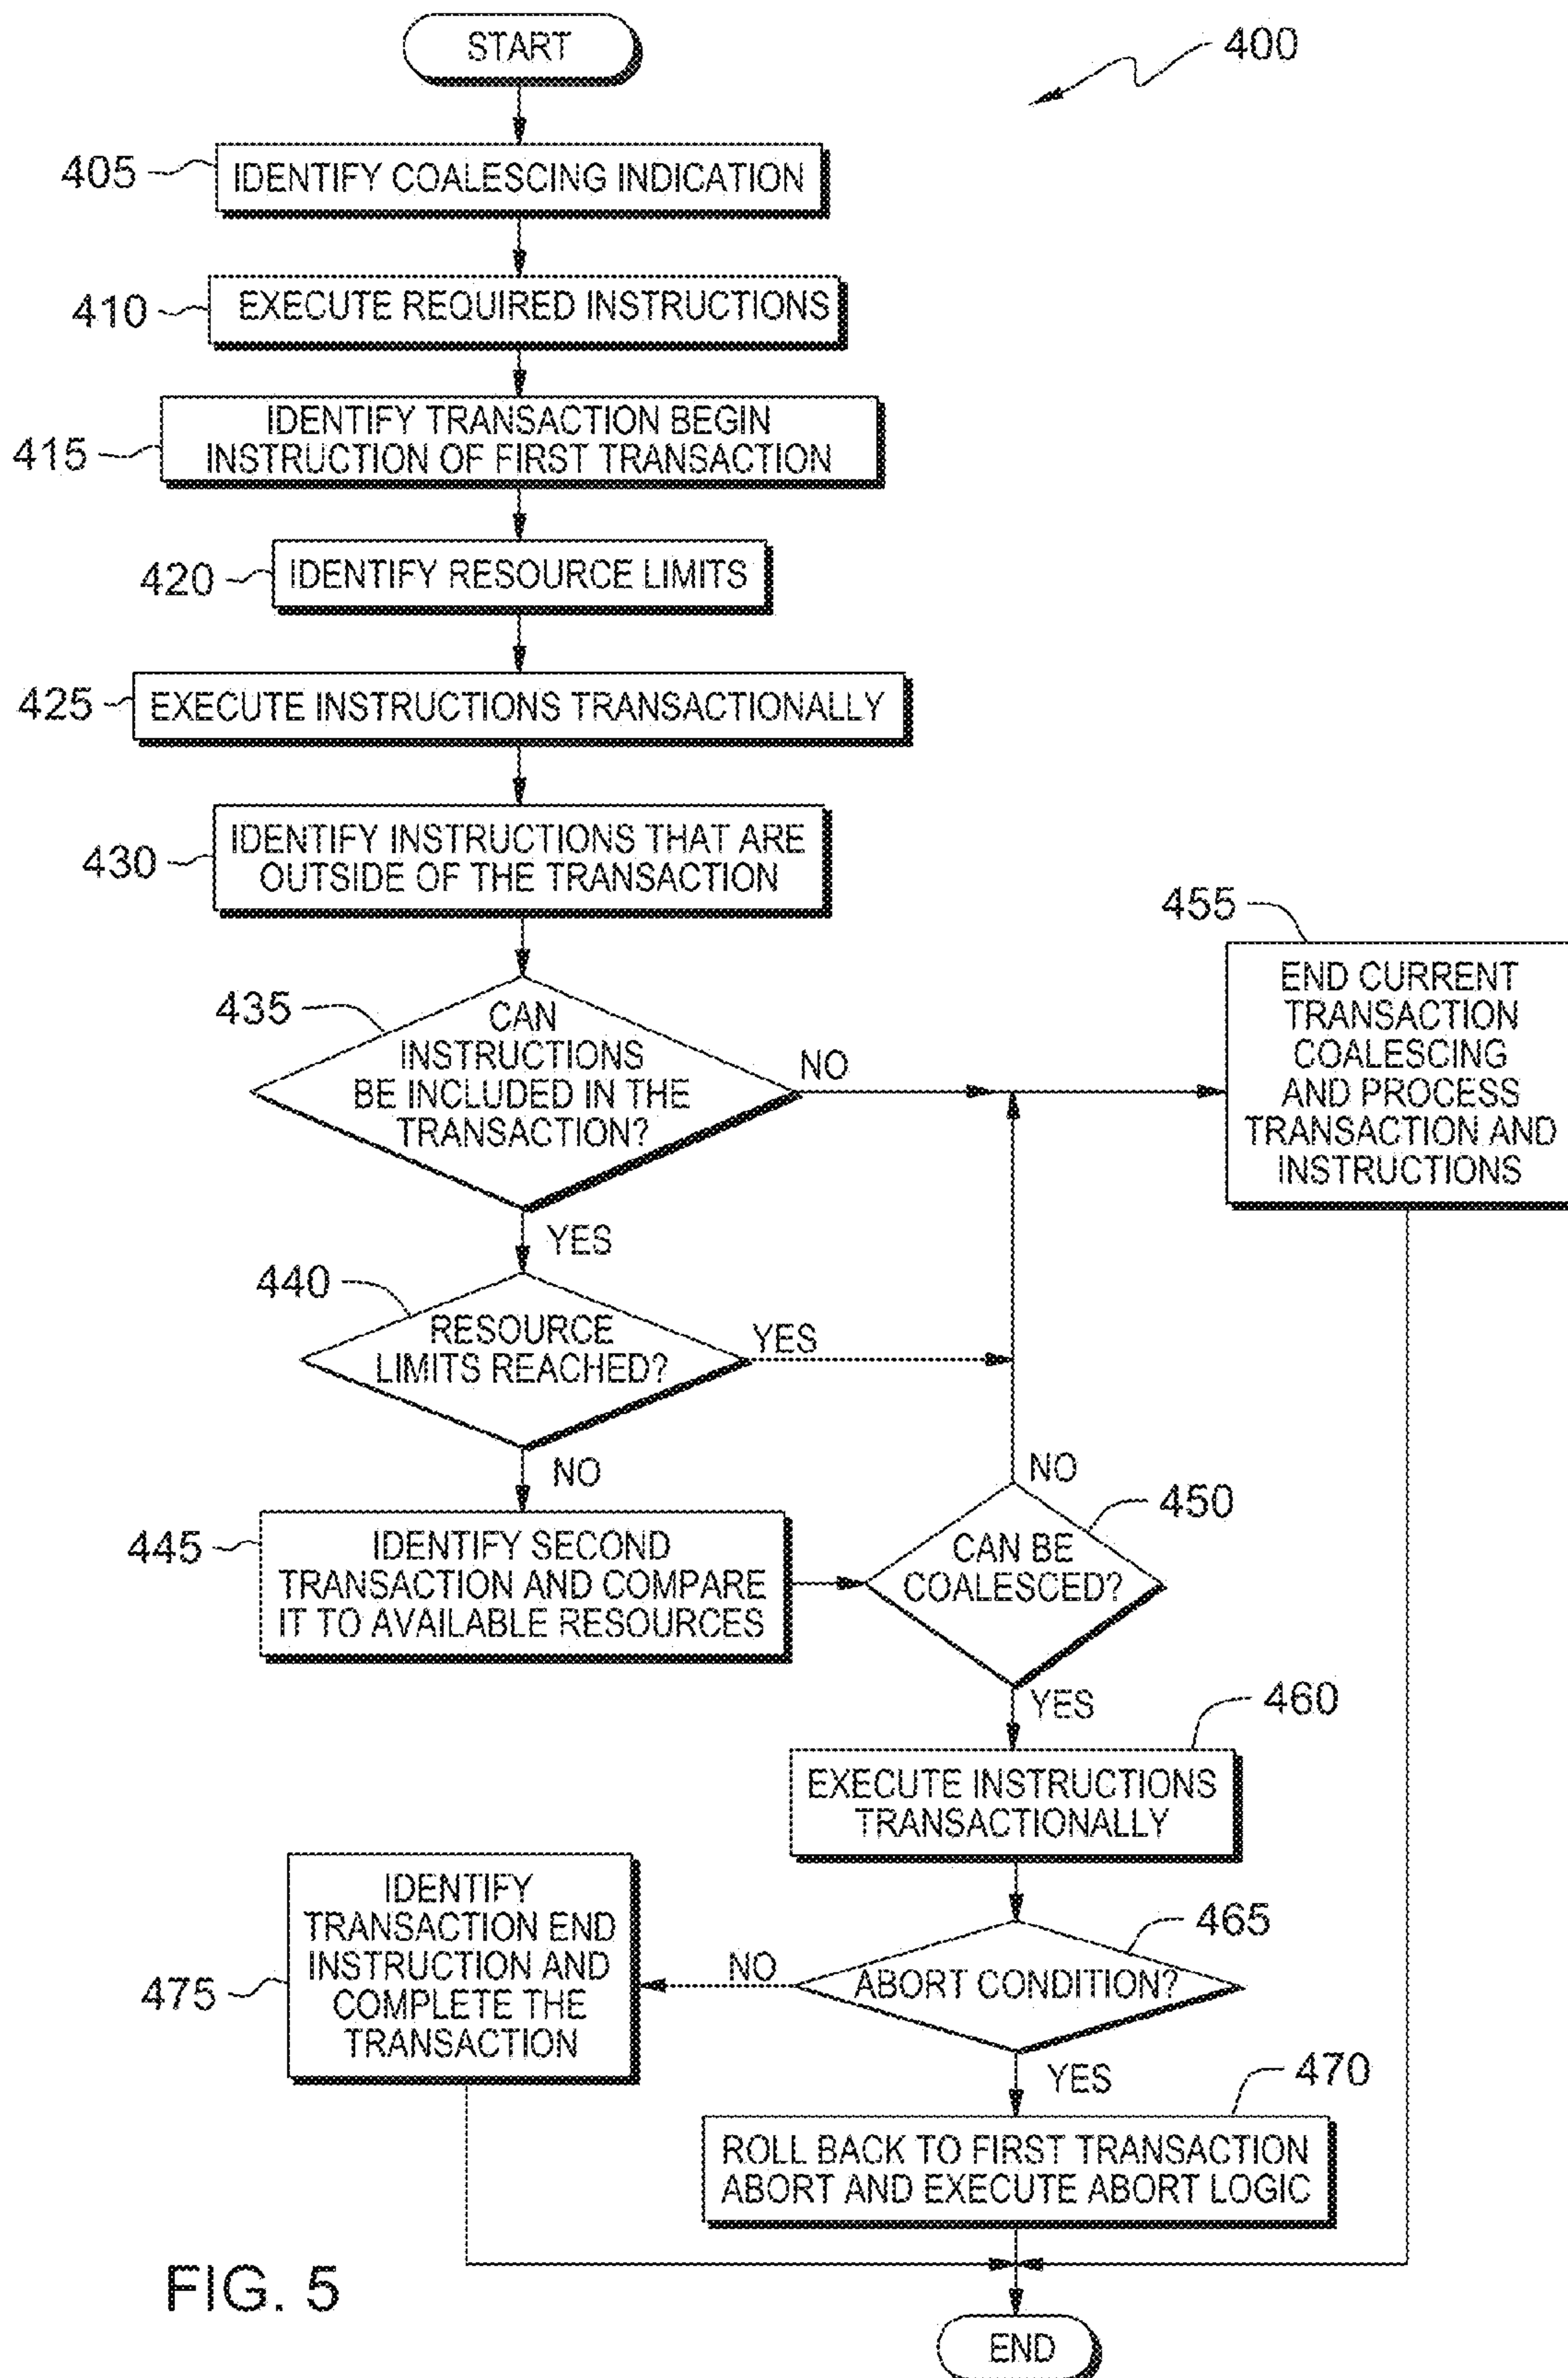 START
400
405
IDENTIFY COALESCING INDICATION
410
EXECUTE REQUIRED INSTRUCTIONS
415
IDENTIFY TRANSACTION BEGIN
INSTRUCTION OF FIRST TRANSACTION
420
IDENTIFY RESOURCE LIMITS
425
EXECUTE INSTRUCTIONS TRANSACTIONALLY
430
IDENTIFY INSTRUCTIONS THAT ARE
OUTSIDE OF THE TRANSACTION
435
CAN
INSTRUCTIONS
BE INCLUDED IN THE
TRANSACTION?
NO
YES
455
END CURRENT
TRANSACTION
COALESCING
AND PROCESS
TRANSACTION AND
INSTRUCTIONS
440
RESOURCE
LIMITS REACHED?
YES
NO
445
IDENTIFY SECOND
TRANSACTION AND COMPARE
IT TO AVAILABLE RESOURCES
NO
450
CAN BE
COALESCED?
YES
460
EXECUTE INSTRUCTIONS
TRANSACTIONALLY
465
ABORT CONDITION?
NO
YES
475
IDENTIFY
TRANSACTION END
INSTRUCTION AND
COMPLETE THE
TRANSACTION
470
ROLL BACK TO FIRST TRANSACTION
ABORT AND EXECUTE ABORT LOGIC
FIG. 5
END